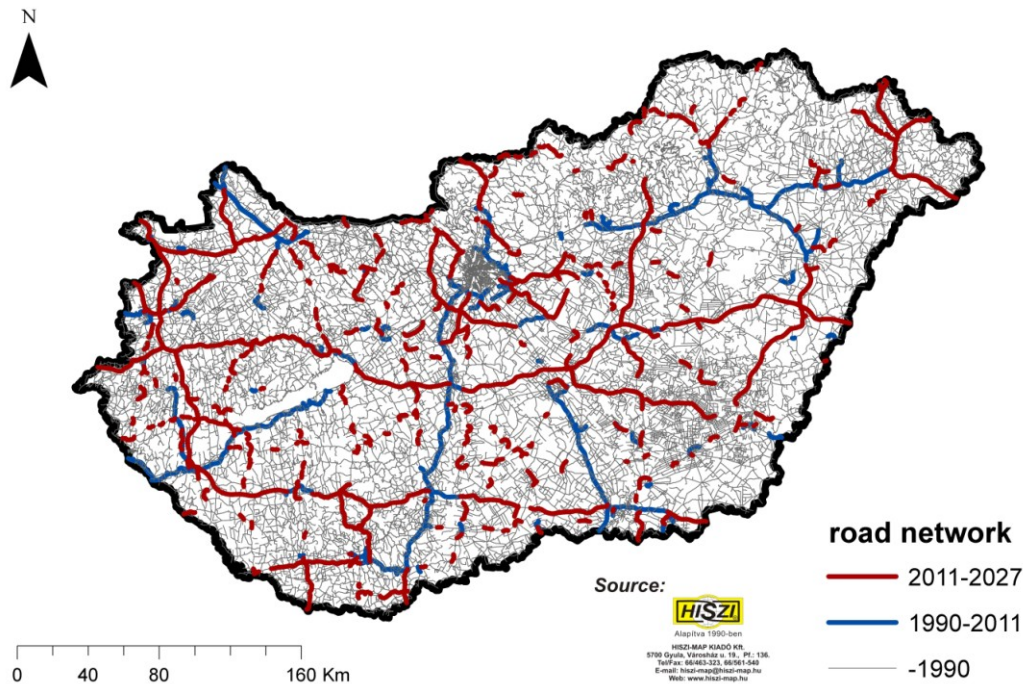 N
road network
2011-2027
1990-2011
-1990
Source:
HISZI
Alapítva 1990-ben
HISZI-MAP KIADÓ Kft.
5700 Gyula, Városház u. 19., Pf.: 136.
Tel/Fax: 66/463-323, 66/561-540
E-mail: hiszi-map@hiszi-map.hu
Web: www.hiszi-map.hu
0 40 80 160 Km